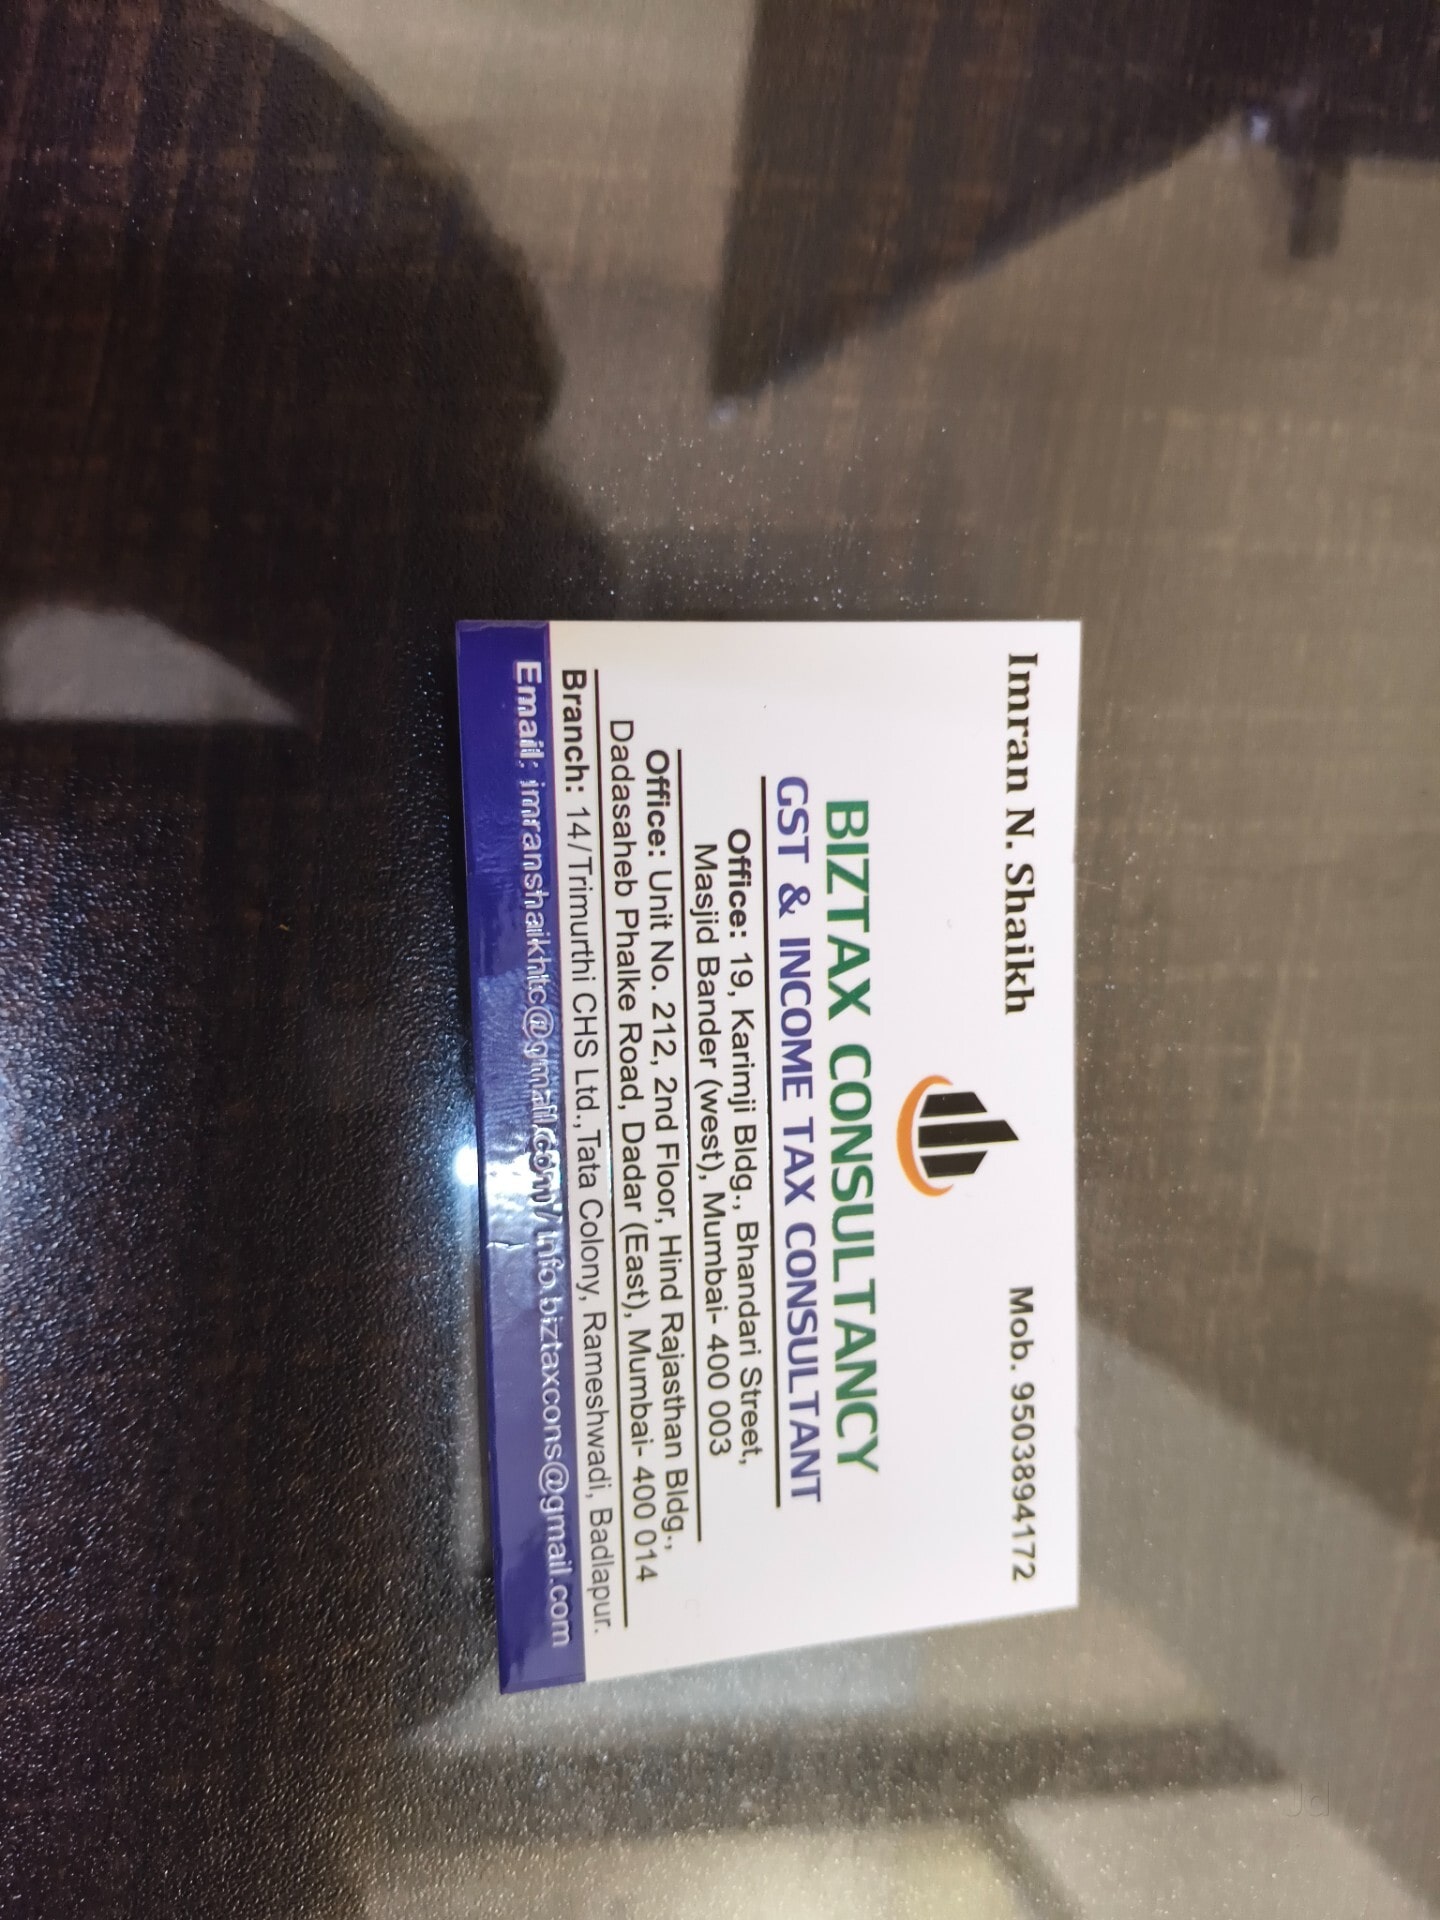 Imran N. Shaikh
Mob. 9503894172
BIZTAX CONSULTANCY
GST & INCOME TAX CONSULTANT
Office: 19, Karimji Bldg., Bhandari Street,
Masjid Bander (west), Mumbai- 400 003
Office: Unit No. 212, 2nd Floor, Hind Rajasthan Bldg.,
Dadasaheb Phalke Road, Dadar (East), Mumbai- 400 014
Branch: 14/Trimurthi CHS Ltd.,Tata Colony, Rameshwadi, Badlapur.
Email: imranshaikhtc@gmail.com/ info.biztaxcons@gmail.com
Jd